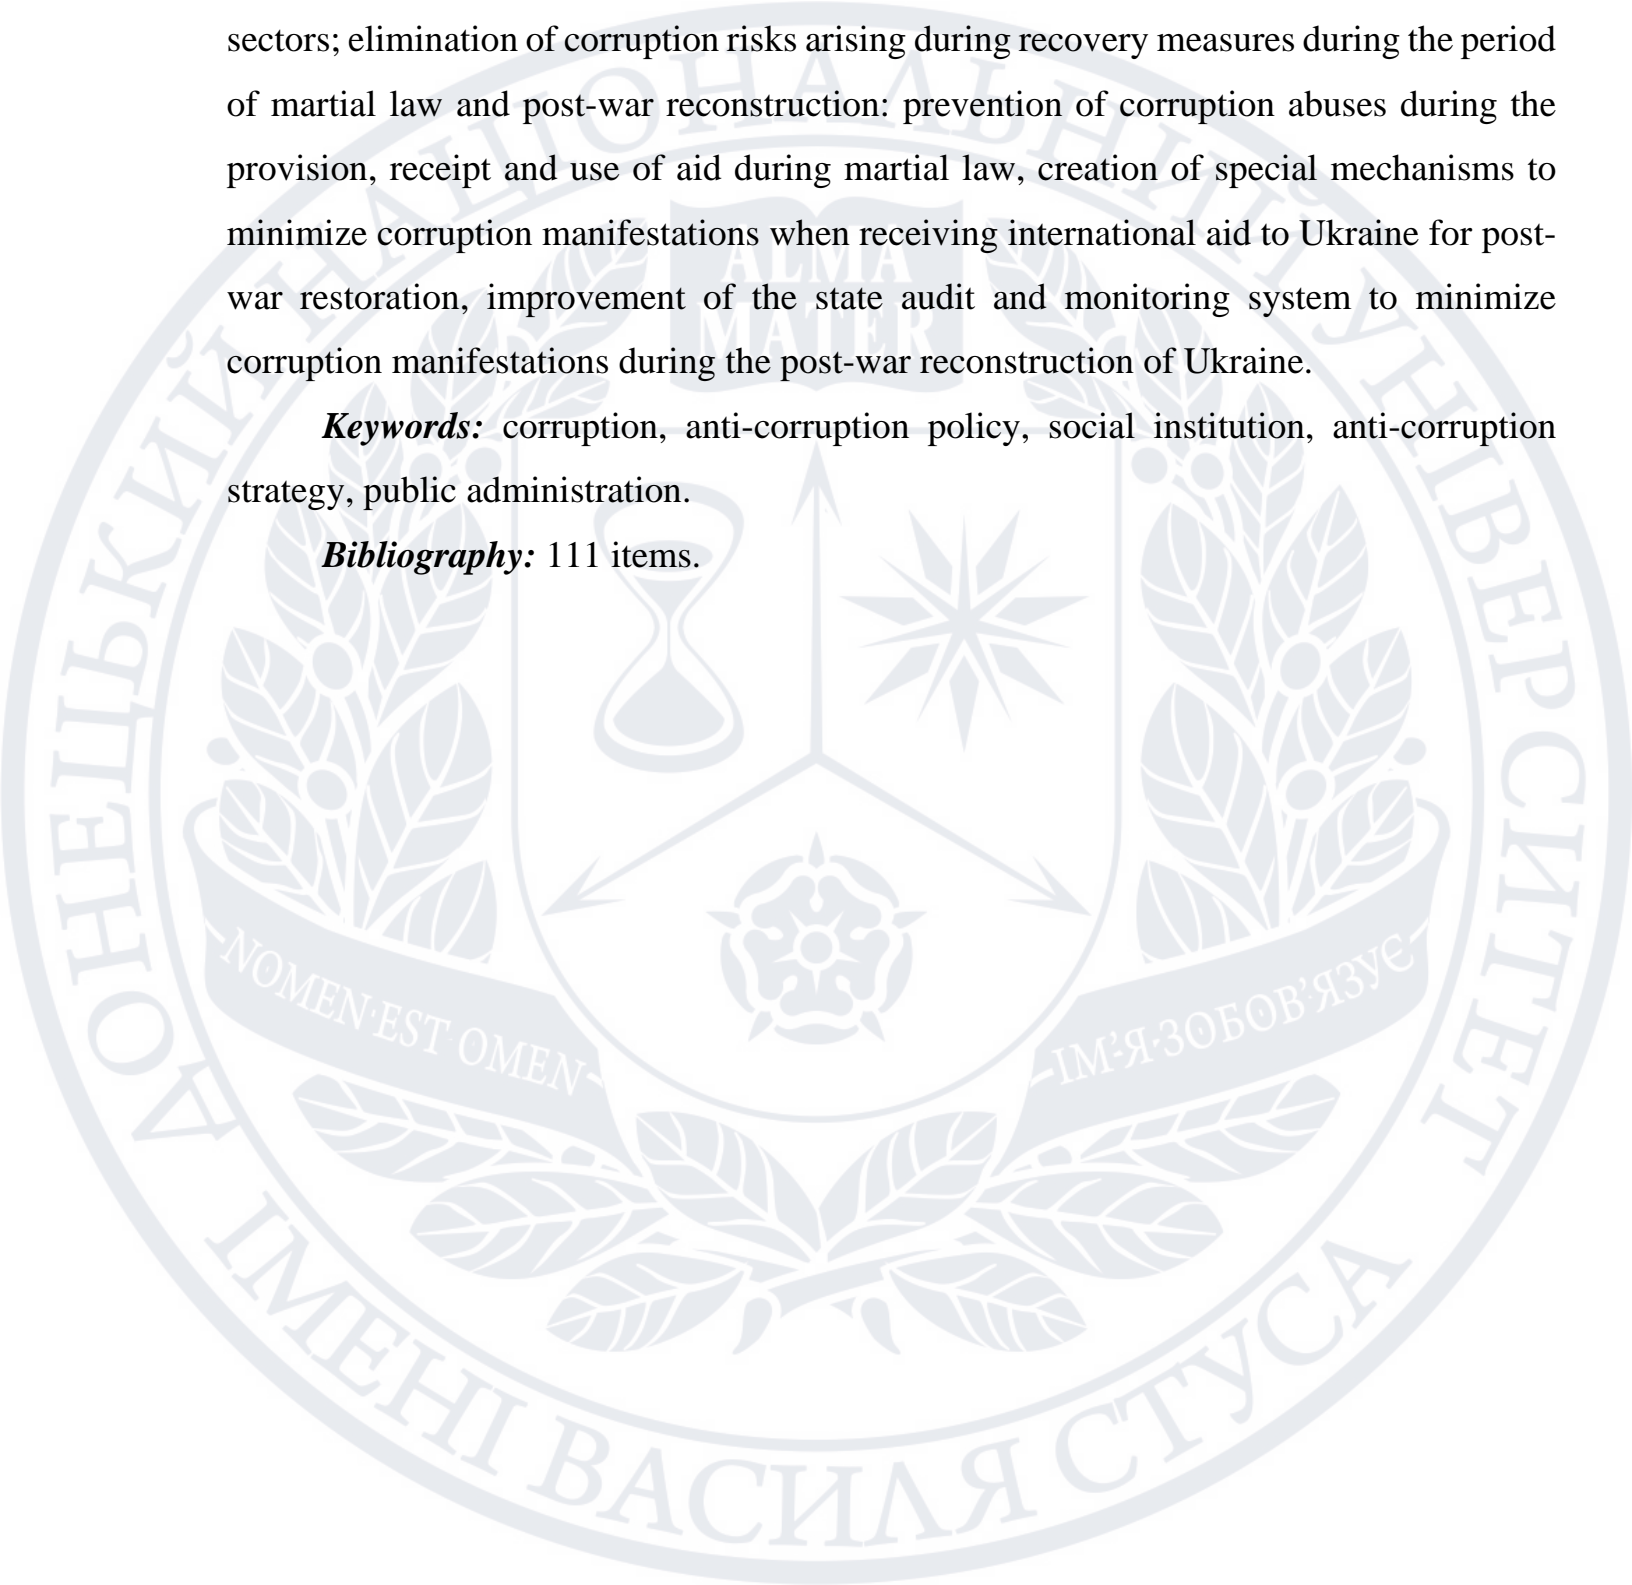 sectors; elimination of corruption risks arising during recovery measures during the period
of martial law and post-war reconstruction: prevention of corruption abuses during the
provision, receipt and use of aid during martial law, creation of special mechanisms to
minimize corruption manifestations when receiving international aid to Ukraine for post-
war restoration, improvement of the state audit and monitoring system to minimize
corruption manifestations during the post-war reconstruction of Ukraine.
Keywords: corruption, anti-corruption policy, social institution, anti-corruption
strategy, public administration.
Bibliography: 111 items.
ДОНЕЦЬКИЙ НАЦІОНАЛЬНИЙ УНІВЕРСИТЕТ
ІМЕНІ ВАСИЛЯ СТУСА
ALMA
MATER
NOMEN·EST·OMEN
ІМ'Я·ЗОБОВ'ЯЗУЄ